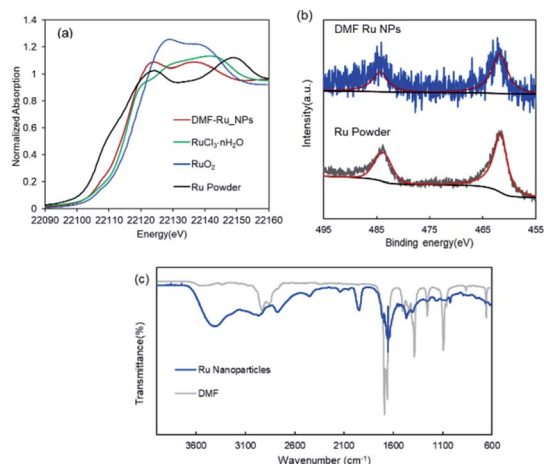 (a)
1.4
1.2
1
0.8
0.6
0.4
0.2
0
Normalized Absorption
DMF-Ru_NPs
RuCl3·nH2O
RuO2
Ru Powder
22090 22100 22110 22120 22130 22140 22150 22160
Energy(eV)
(b)
DMF Ru NPs
Ru Powder
Intensity(a.u.)
495 485 475 465 455
Binding energy(eV)
(c)
Transmittance(%)
Ru Nanoparticles
DMF
3600 3100 2600 2100 1600 1100 600
Wavenumber (cm-1)